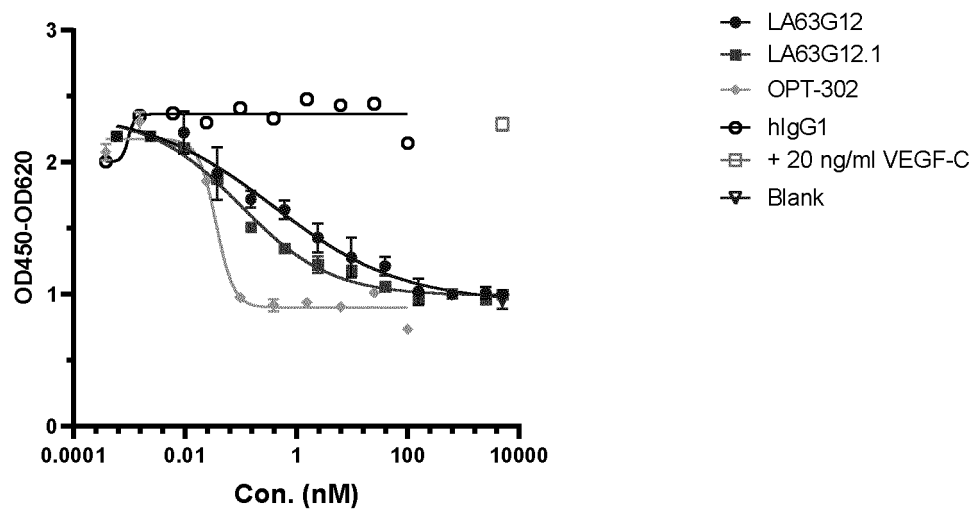 3
2
1
0
OD450-OD620
0.0001
0.01
1
100
10000
Con. (nM)
LA63G12
LA63G12.1
OPT-302
hIgG1
+ 20 ng/ml VEGF-C
Blank